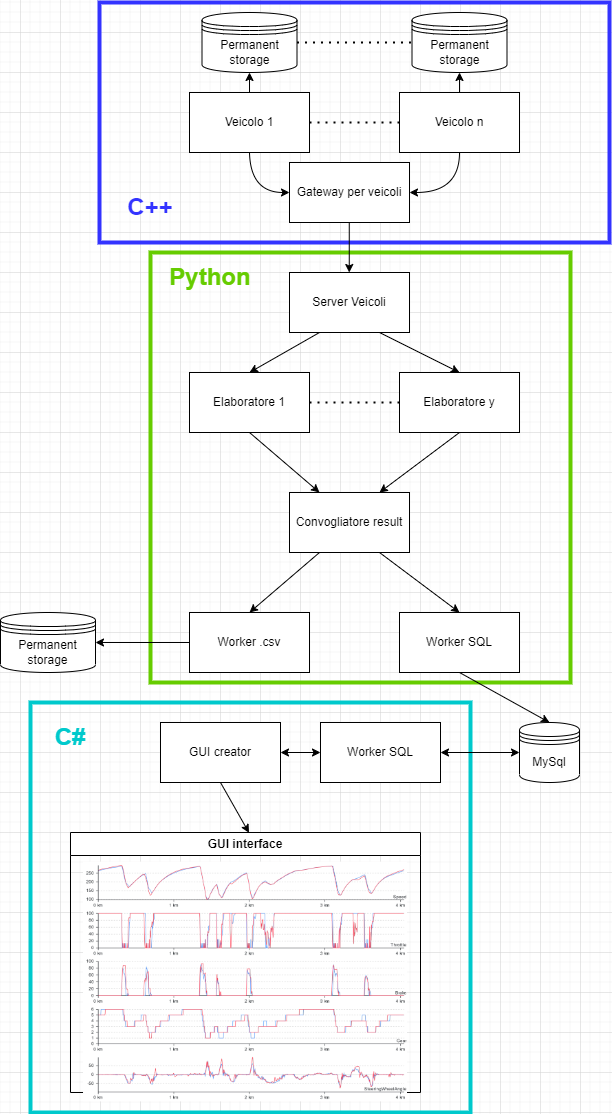 Permanent
storage
Permanent
storage
Veicolo 1
Veicolo n
Gateway per veicoli
C++
Python
Server Veicoli
Elaboratore 1
Elaboratore y
Convogliatore result
Worker .csv
Worker SQL
Permanent
storage
C#
GUI creator
Worker SQL
MySql
GUI interface
250
200
150
100
Speed
0 km 1 km 2 km 3 km 4 km
100
80
60
40
20
0
Throttle
0 km 1 km 2 km 3 km 4 km
100
80
60
40
20
0
Brake
0 km 1 km 2 km 3 km 4 km
6
5
4
3
2
1
0
Gear
0 km 1 km 2 km 3 km 4 km
50
0
-50
SteeringWheelAngle
0 km 1 km 2 km 3 km 4 km